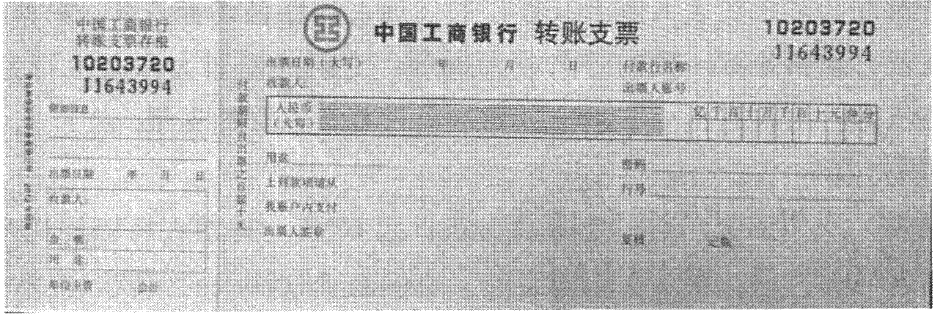 中国工商银行
转账支票存根
10203720
11643994
附加信息
出票日期 年 月 日
收款人:
金 额
用 途
单位主管 会计
付款期限自出票之日起十天
中国工商银行 转账支票
10203720
11643994
出票日期(大写) 年 月 日
付款行名称:
收款人:
出票人账号:
人民币
(大写)
亿千百十万千百十元角分
用途
密码
上列款项请从
行号
我账户内支付
出票人签章
复核 记账